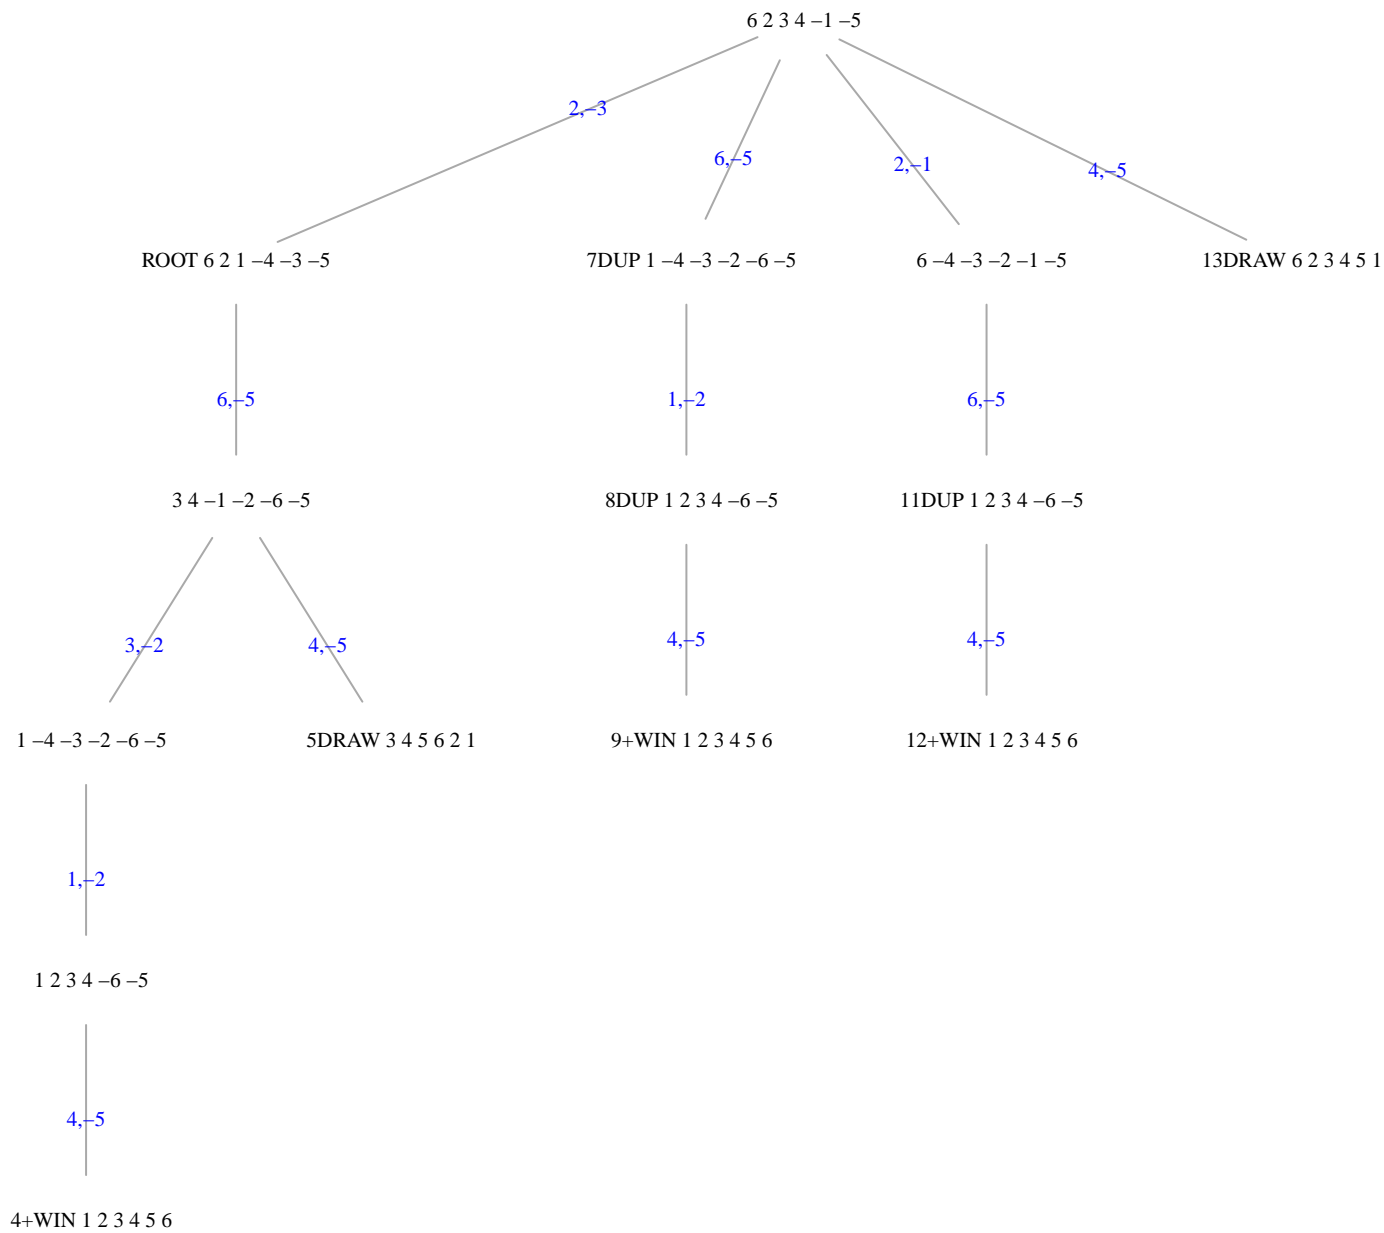 6 2 3 4 –1 –5
2,–3
6,–5
2,–1
4,–5
ROOT 6 2 1 –4 –3 –5
7DUP 1 –4 –3 –2 –6 –5
6 –4 –3 –2 –1 –5
13DRAW 6 2 3 4 5 1
6,–5
1,–2
6,–5
3 4 –1 –2 –6 –5
8DUP 1 2 3 4 –6 –5
11DUP 1 2 3 4 –6 –5
3,–2
4,–5
4,–5
4,–5
1 –4 –3 –2 –6 –5
5DRAW 3 4 5 6 2 1
9+WIN 1 2 3 4 5 6
12+WIN 1 2 3 4 5 6
1,–2
1 2 3 4 –6 –5
4,–5
4+WIN 1 2 3 4 5 6